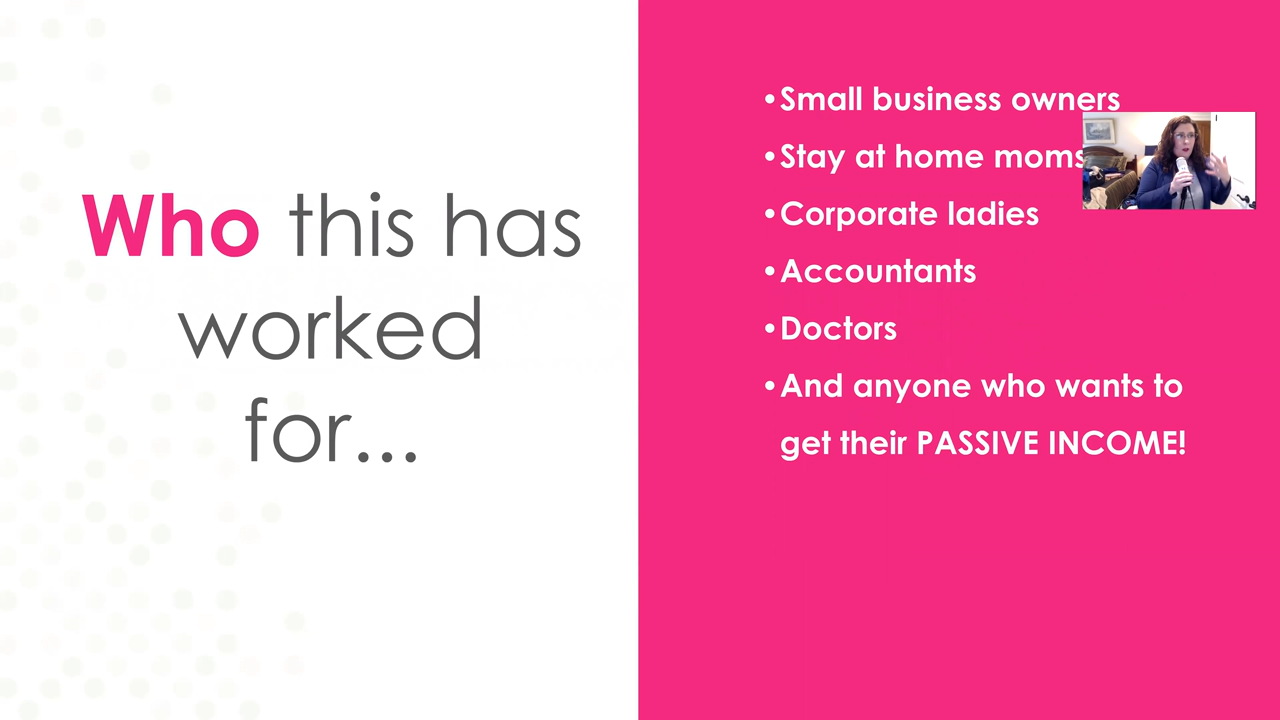 Who this has
worked
for...
•Small business owners
•Stay at home moms
•Corporate ladies
•Accountants
•Doctors
•And anyone who wants to
get their PASSIVE INCOME!